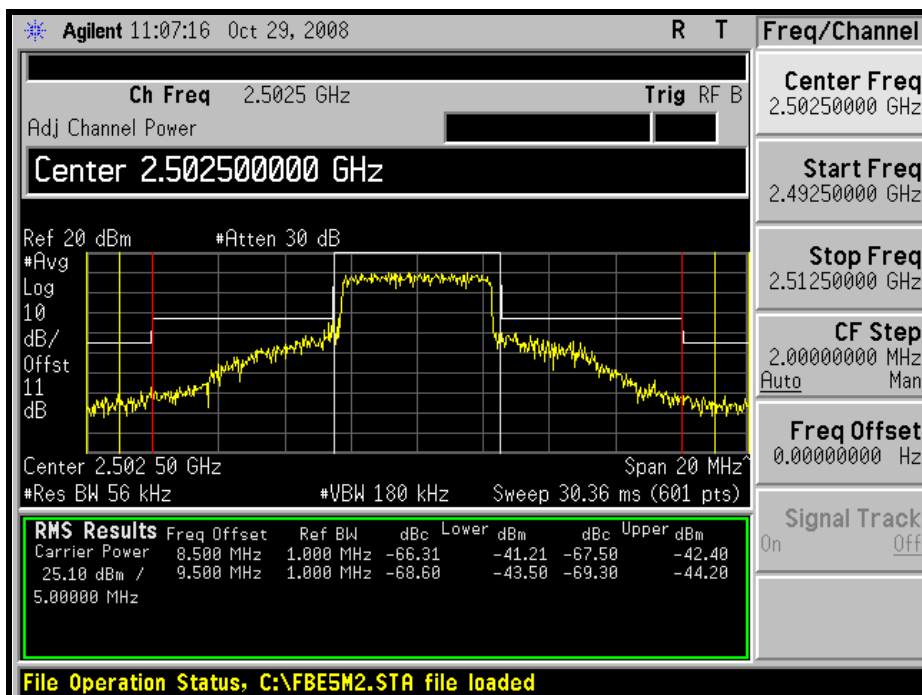 Agilent 11:07:16 Oct 29, 2008 R T
Freq/Channel
Ch Freq 2.5025 GHz Trig RF B
Adj Channel Power
Center 2.502500000 GHz
Ref 20 dBm #Atten 30 dB
#Avg
Log
10
dB/
Offst
11
dB
Center 2.502 50 GHz Span 20 MHz^
#Res BW 56 kHz #VBW 180 kHz Sweep 30.36 ms (601 pts)
RMS Results Freq Offset Ref BW dBc Lower dBm dBc Upper dBm
Carrier Power 8.500 MHz 1.000 MHz -66.31 -41.21 -67.50 -42.40
25.10 dBm / 9.500 MHz 1.000 MHz -68.60 -43.50 -69.30 -44.20
5.00000 MHz
File Operation Status, C:\FBE5M2.STA file loaded
Center Freq
2.50250000 GHz
Start Freq
2.49250000 GHz
Stop Freq
2.51250000 GHz
CF Step
2.00000000 MHz
Auto Man
Freq Offset
0.00000000 Hz
Signal Track
On Off